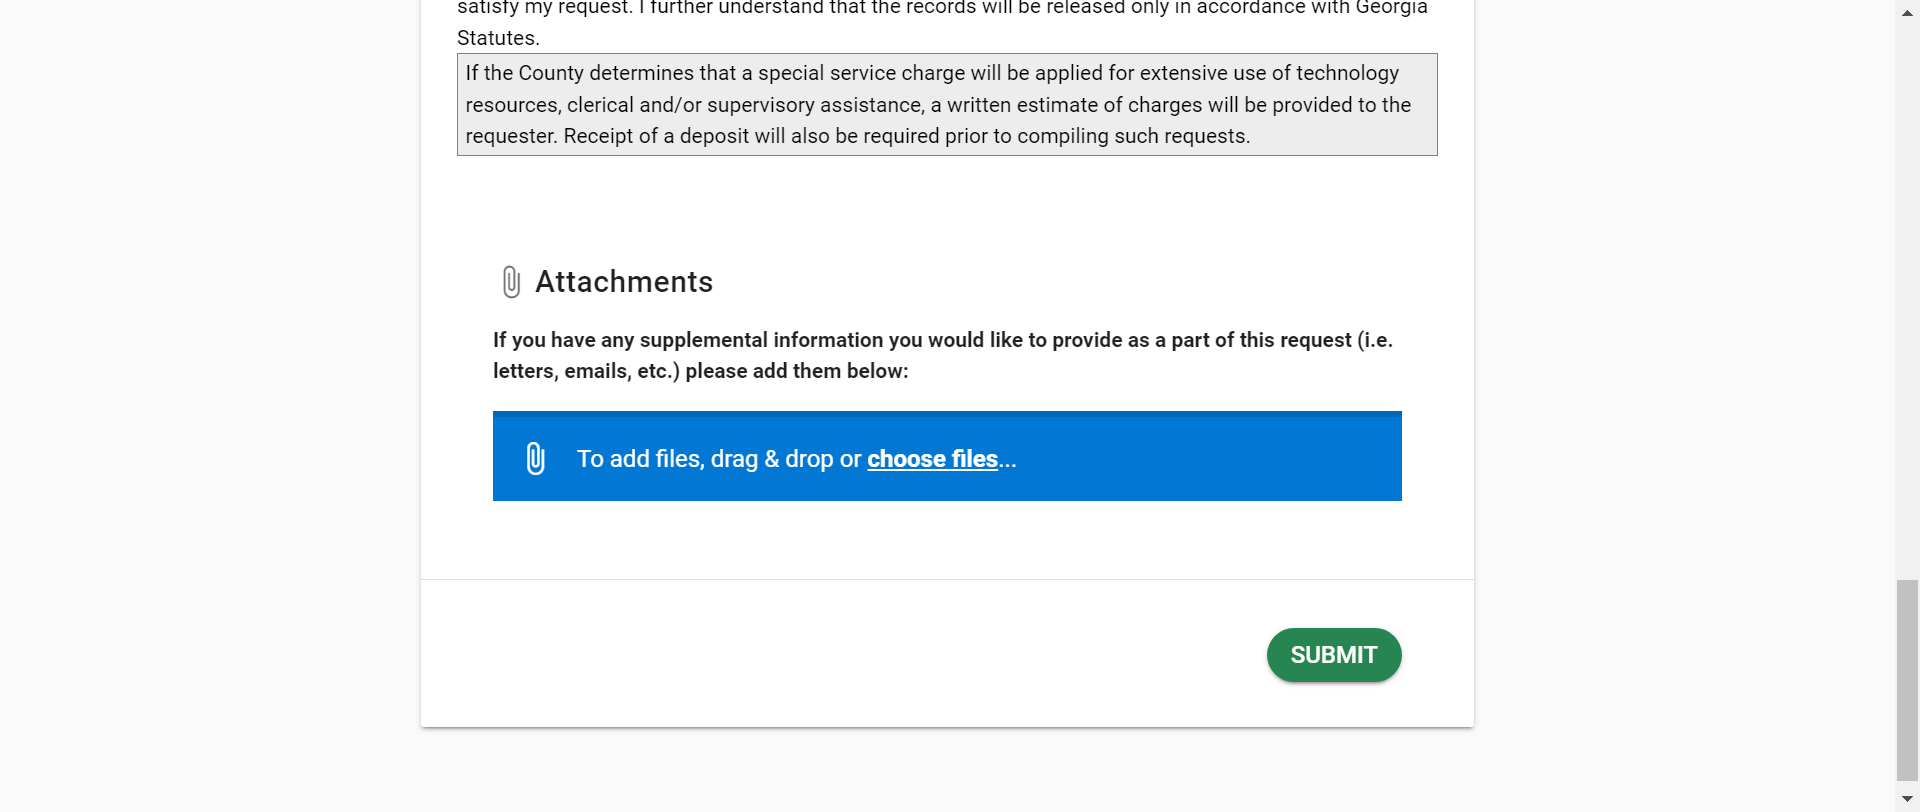 satisfy my request. I further understand that the records will be released only in accordance with Georgia
Statutes.
If the County determines that a special service charge will be applied for extensive use of technology
resources, clerical and/or supervisory assistance, a written estimate of charges will be provided to the
requester. Receipt of a deposit will also be required prior to compiling such requests.
Attachments
If you have any supplemental information you would like to provide as a part of this request (i.e.
letters, emails, etc.) please add them below:
To add files, drag & drop or choose files...
SUBMIT